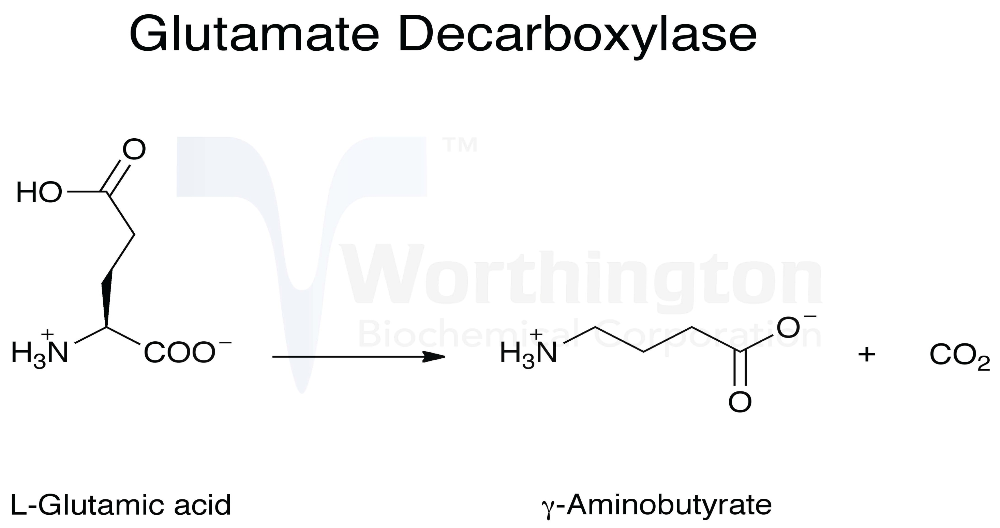 Glutamate Decarboxylase
O
HO
TM
Worthington
Biochemical Corporation
H₃N⁺
COO⁻
H₃N⁺
O⁻
O
+
CO₂
L-Glutamic acid
γ-Aminobutyrate